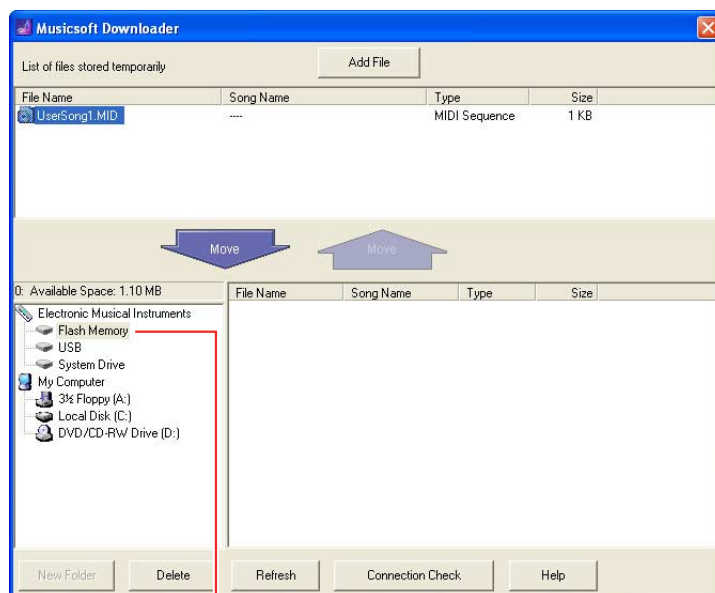 Musicsoft Downloader
List of files stored temporarily
Add File
File Name Song Name Type Size
UserSong1.MID ---- MIDI Sequence 1 KB
Move Move
0: Available Space: 1.10 MB
File Name Song Name Type Size
Electronic Musical Instruments
Flash Memory
USB
System Drive
My Computer
3½ Floppy (A:)
Local Disk (C:)
DVD/CD-RW Drive (D:)
New Folder Delete Refresh Connection Check Help